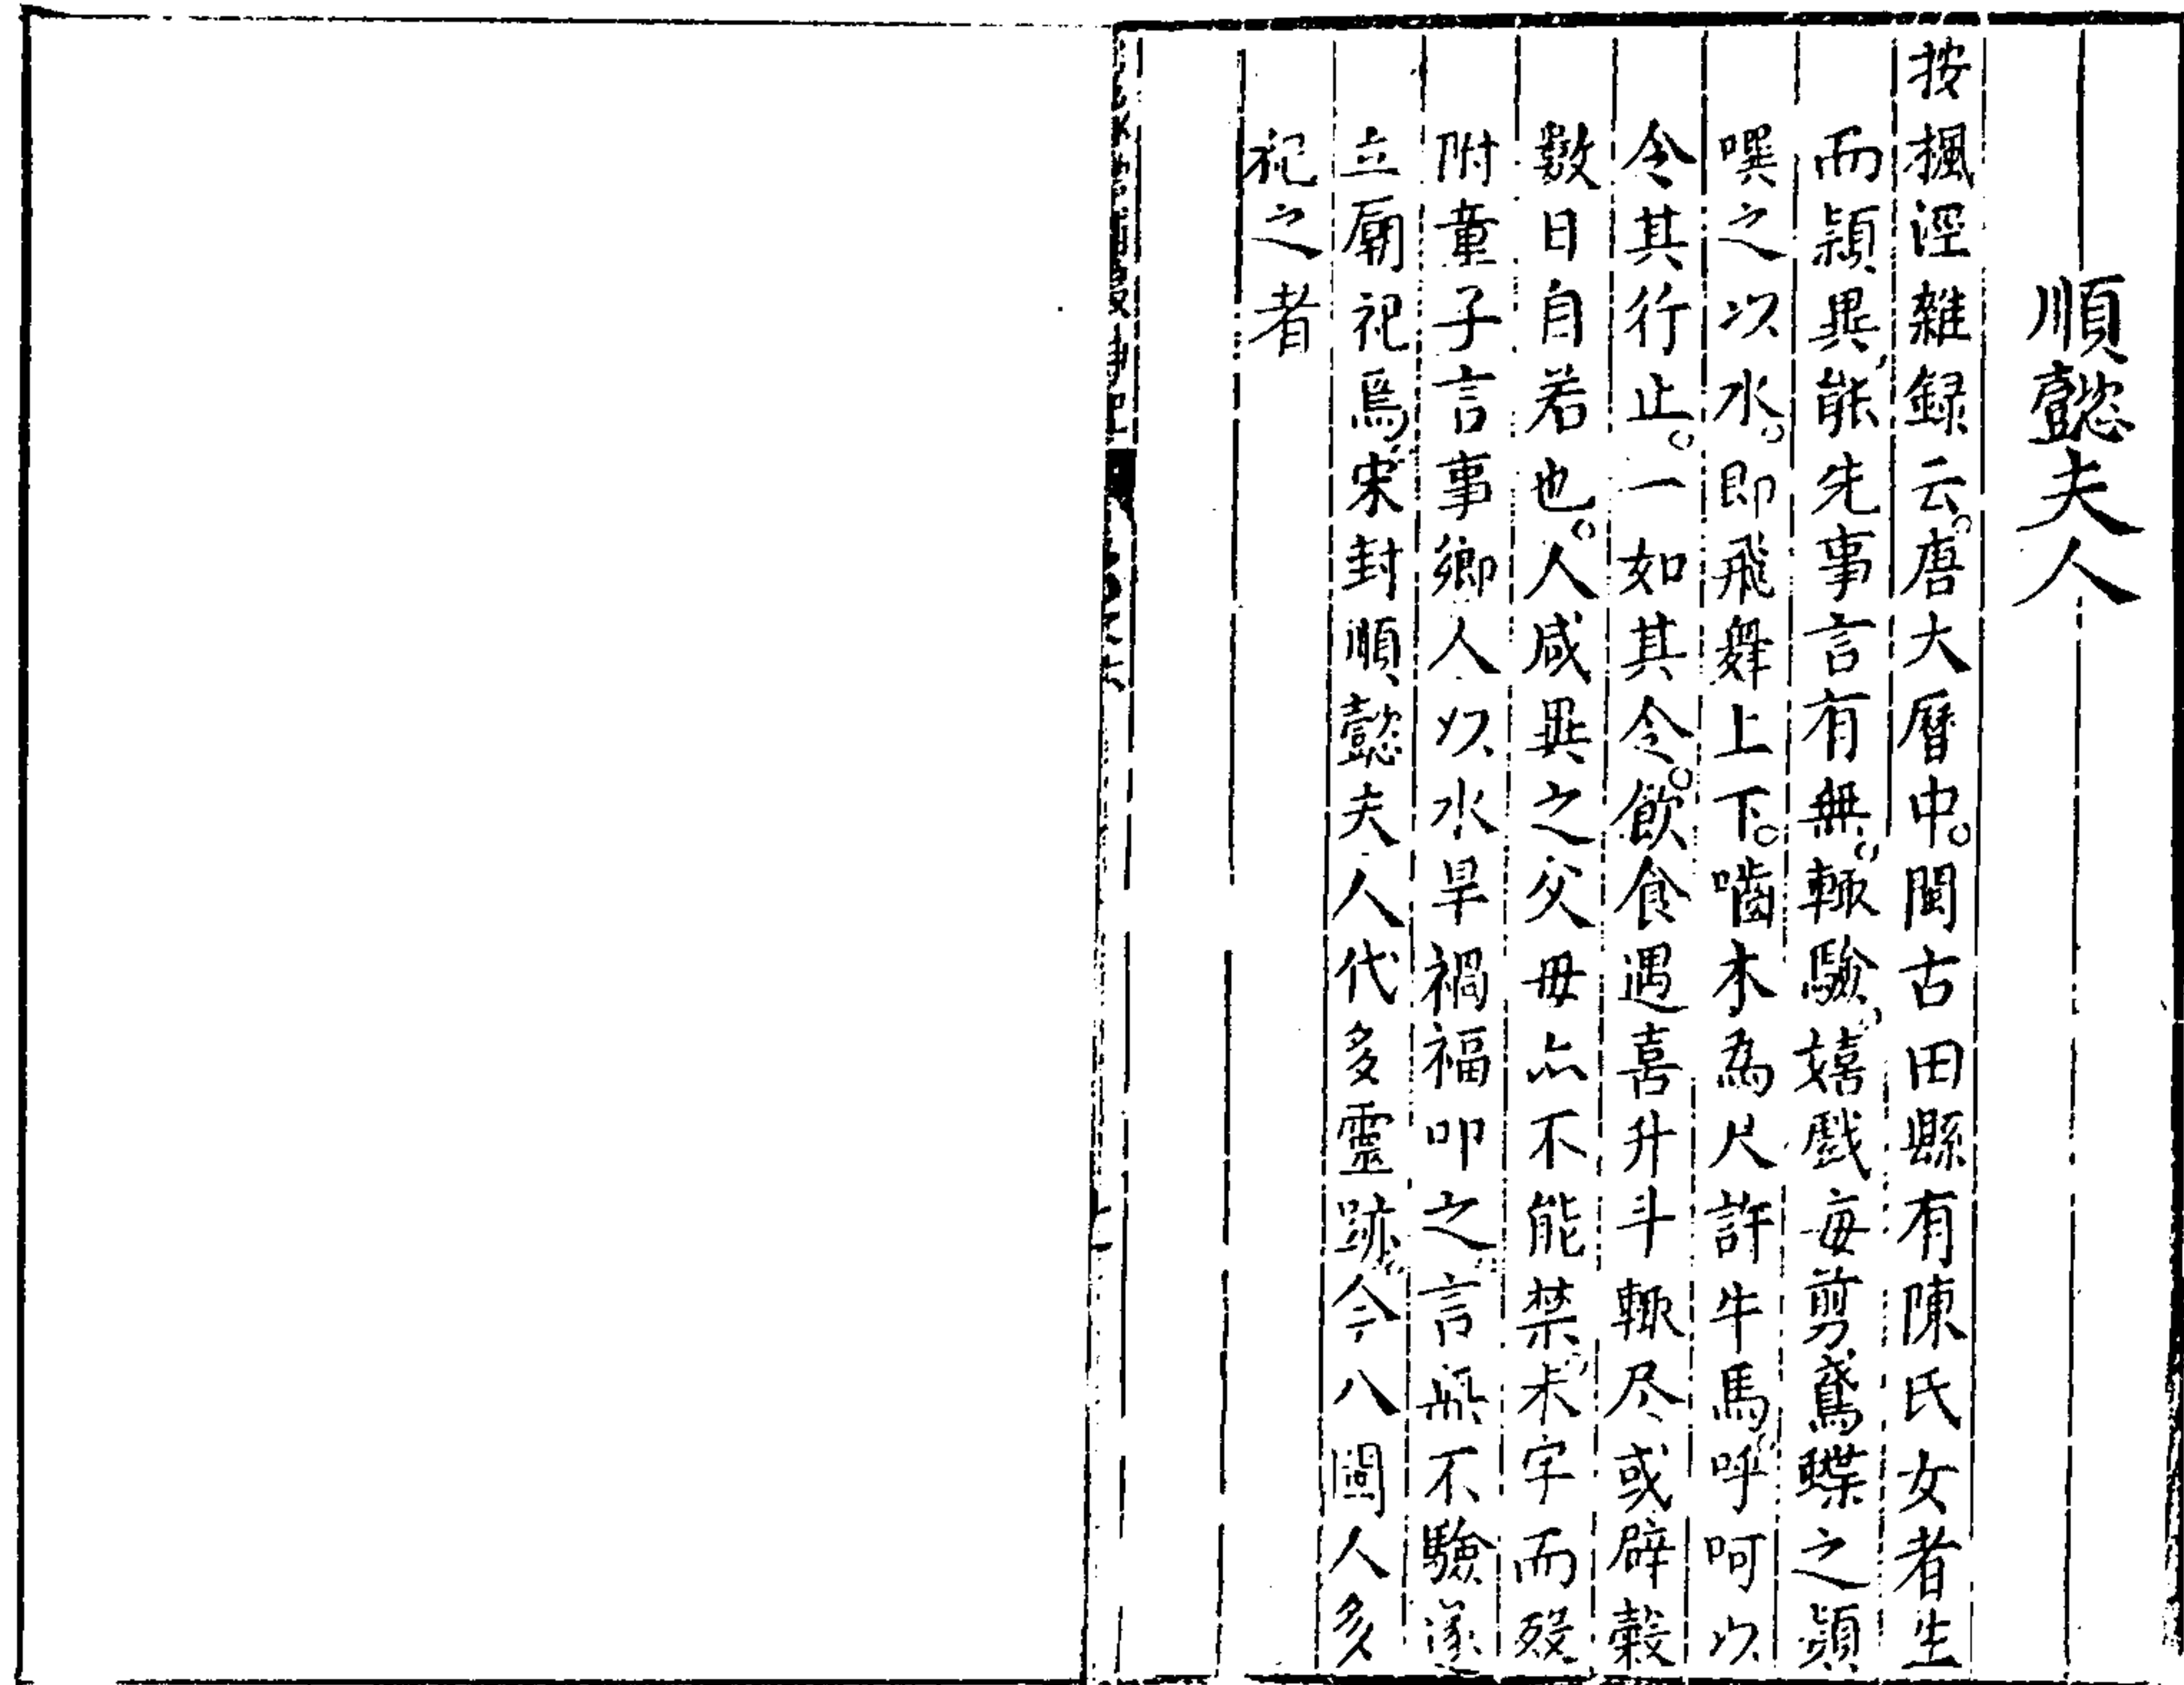 順懿夫人
按楓涇雜録云。唐大曆中。閩古田縣有陳氏女者生
而頴異、能先事言有無。輙驗。嬉戲每剪鳶蝶之類
噀之以水。即飛舞上下。嚙木為尺許牛馬呼呵以
令其行止。一如其令。飲食遇喜升斗輙尽或辟穀
數日自若也。人咸異之父毋亦不能禁未字而殁
附童子言事鄉人以水旱禍福叩之言無不驗遂
立廟祀焉、宋封順懿夫人代多靈跡今八閩人多
祀之者